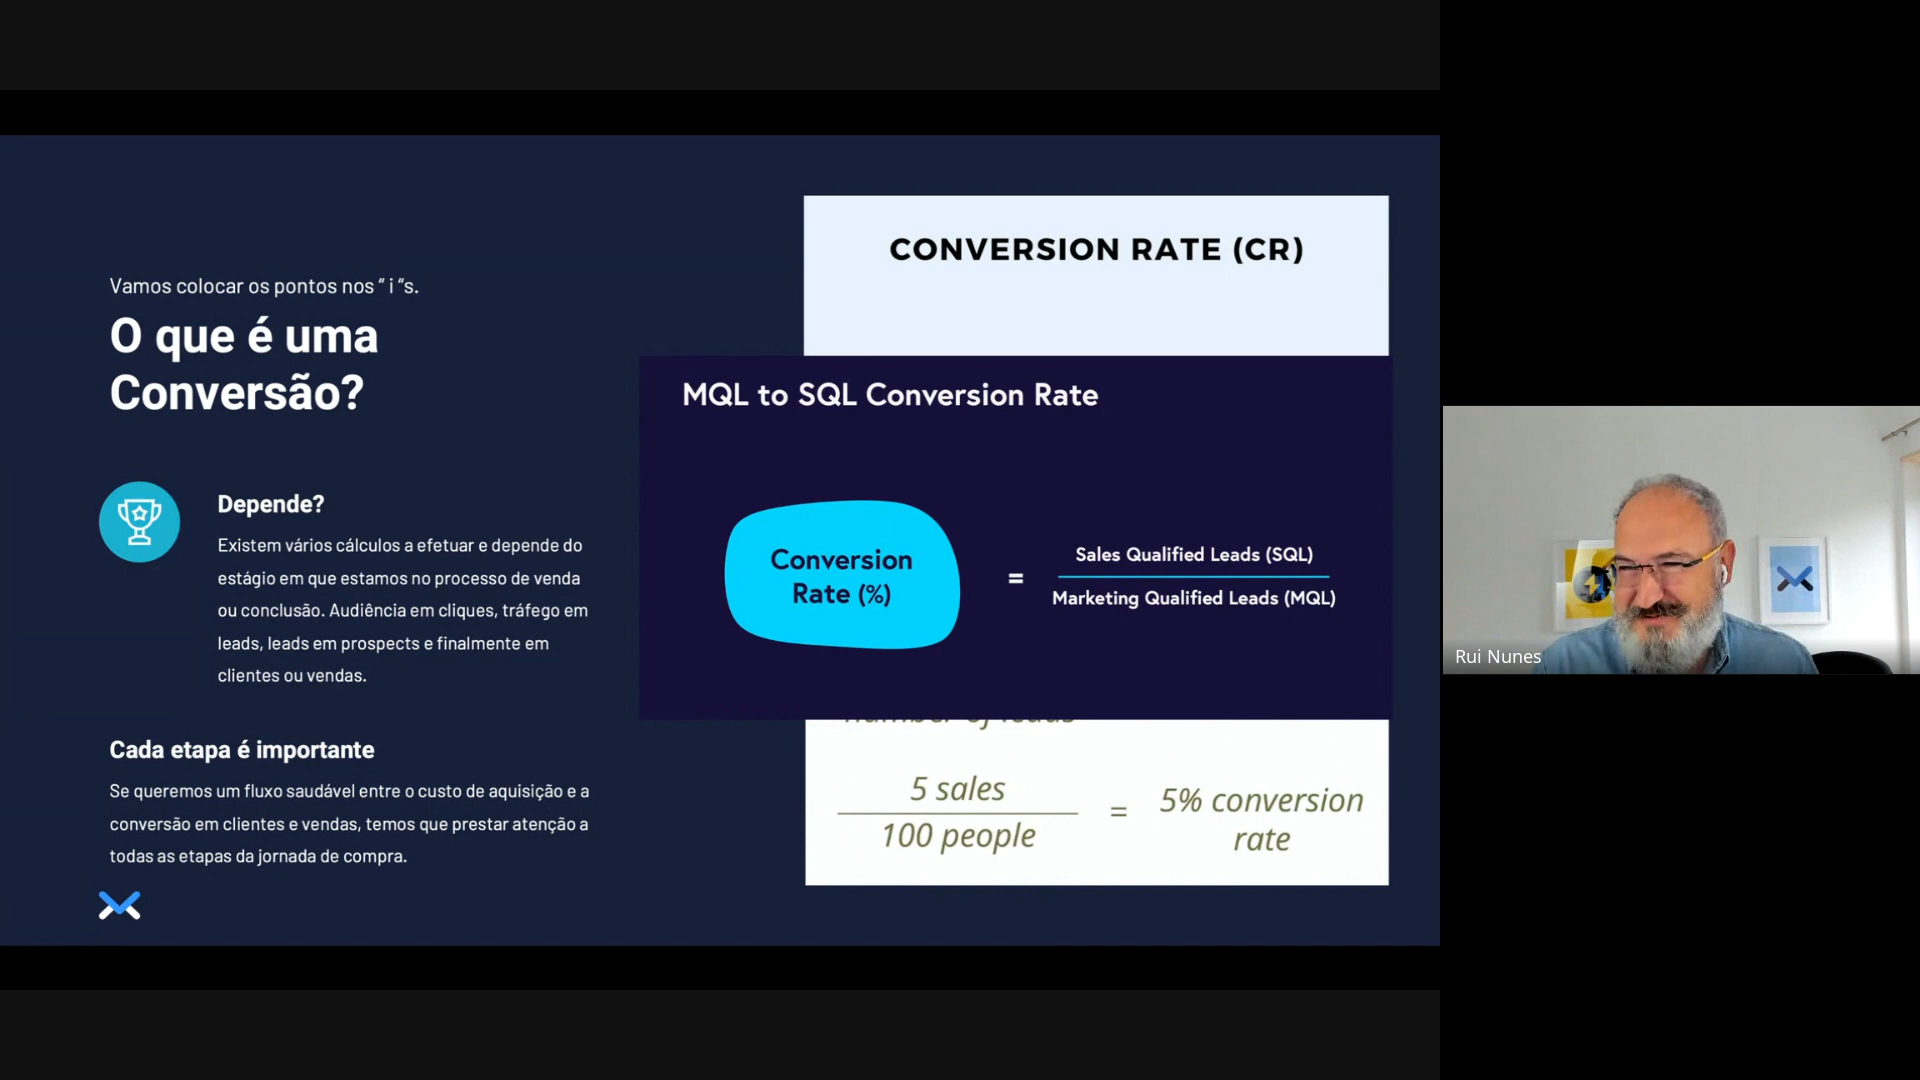 Vamos colocar os pontos nos “ i “s.
O que é uma
Conversão?
Depende?
Existem vários cálculos a efetuar e depende do
estágio em que estamos no processo de venda
ou conclusão. Audiência em cliques, tráfego em
leads, leads em prospects e finalmente em
clientes ou vendas.
Cada etapa é importante
Se queremos um fluxo saudável entre o custo de aquisição e a
conversão em clientes e vendas, temos que prestar atenção a
todas as etapas da jornada de compra.
CONVERSION RATE (CR)
MQL to SQL Conversion Rate
Conversion
Rate (%)
=
Sales Qualified Leads (SQL)
Marketing Qualified Leads (MQL)
number of leads
5 sales
100 people
=
5% conversion
rate
Rui Nunes